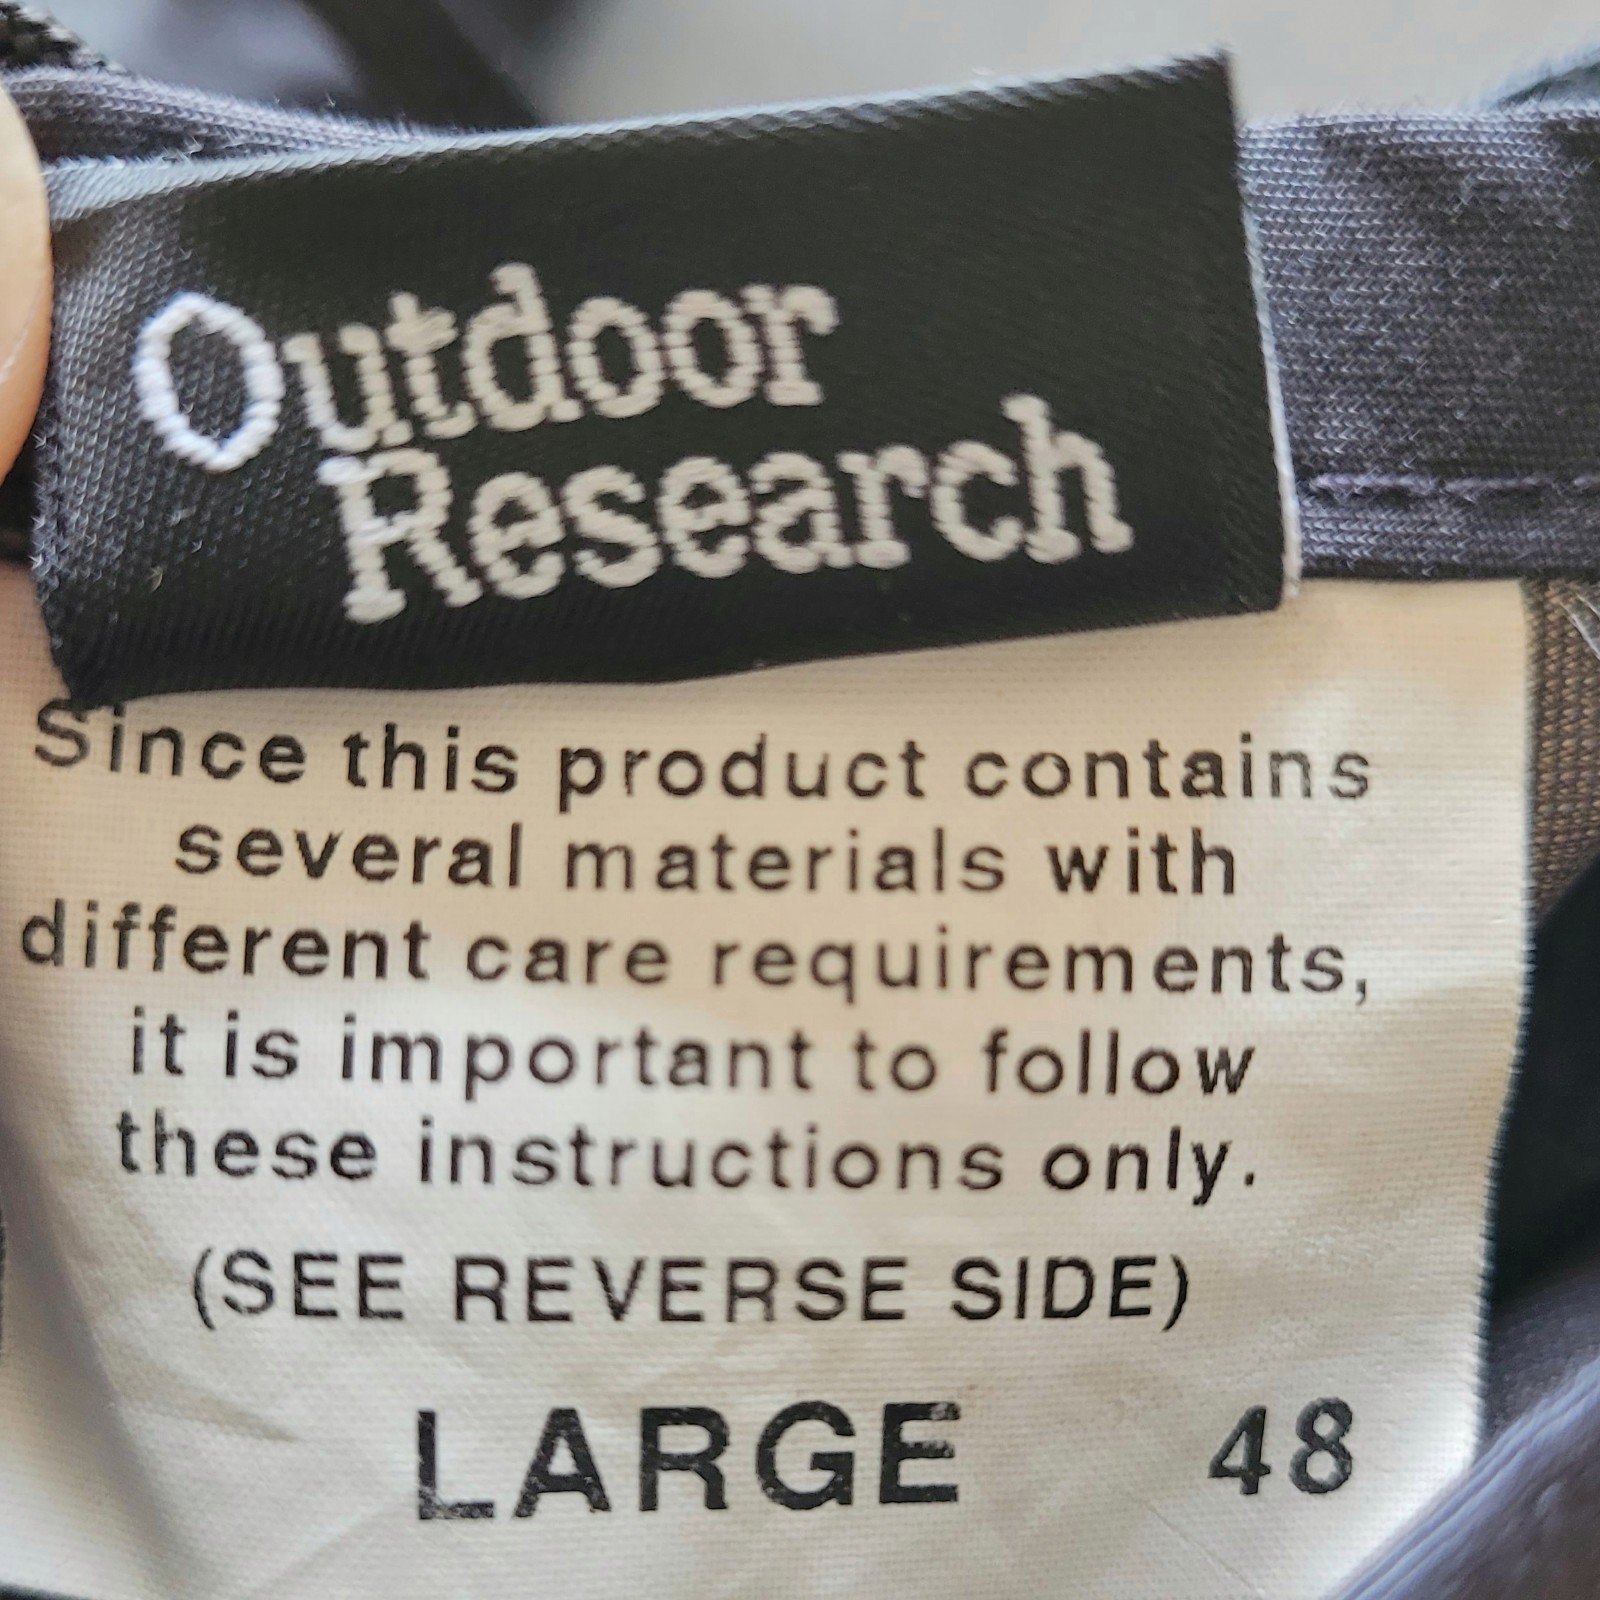 Outdoor
Research
Since this product contains
several materials with
different care requirements,
it is important to follow
these instructions only.
(SEE REVERSE SIDE)
LARGE 48